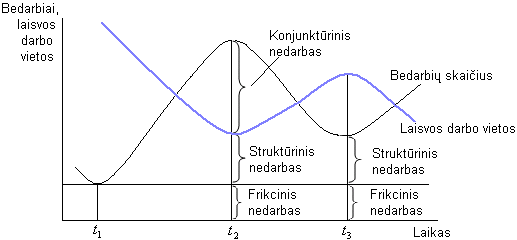 Bedarbiai,
laisvos
darbo
vietos
Konjunktūrinis
nedarbas
Bedarbių skaičius
Laisvos darbo vietos
Struktūrinis
nedarbas
Struktūrinis
nedarbas
Frikcinis
nedarbas
Frikcinis
nedarbas
t1
t2
t3
Laikas